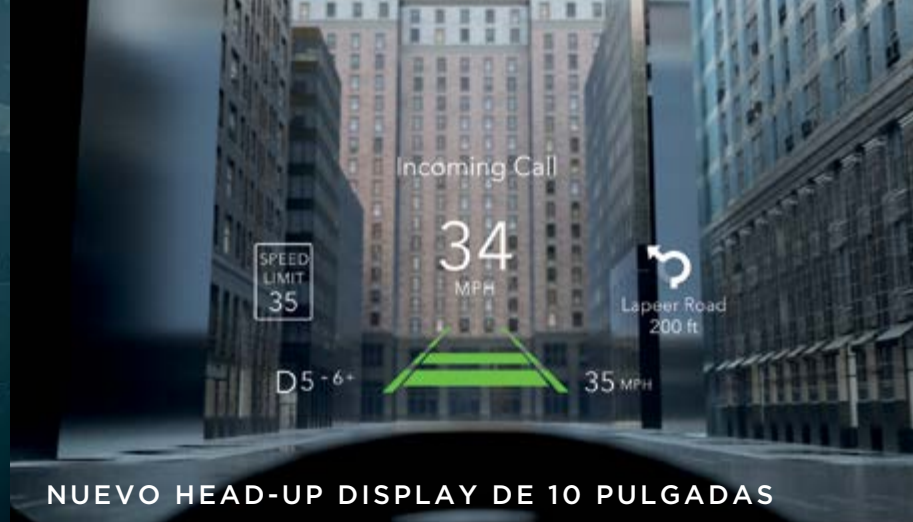 Incoming Call
34
MPH
SPEED
LIMIT
35
Lapeer Road
200 ft
D5 - 6+
35 MPH
NUEVO HEAD-UP DISPLAY DE 10 PULGADAS